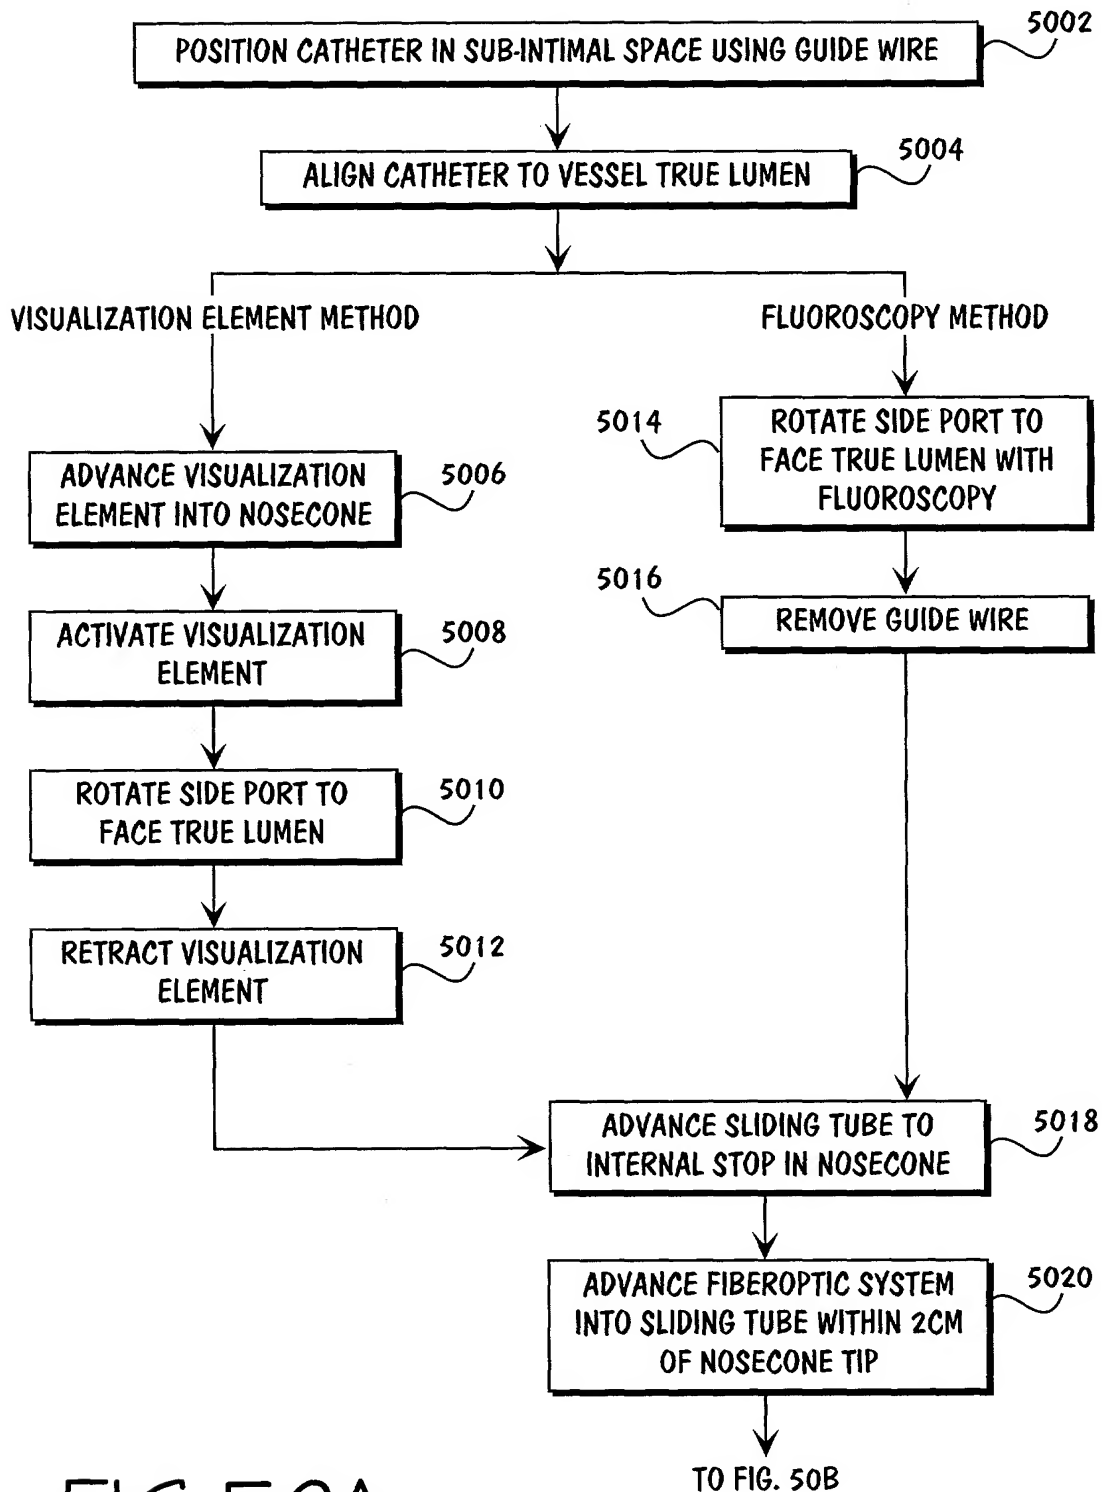 POSITION CATHETER IN SUB-INTIMAL SPACE USING GUIDE WIRE
5002
ALIGN CATHETER TO VESSEL TRUE LUMEN
5004
VISUALIZATION ELEMENT METHOD
ADVANCE VISUALIZATION
ELEMENT INTO NOSECONE
5006
ACTIVATE VISUALIZATION
ELEMENT
5008
ROTATE SIDE PORT TO
FACE TRUE LUMEN
5010
RETRACT VISUALIZATION
ELEMENT
5012
FLUOROSCOPY METHOD
5014
ROTATE SIDE PORT TO
FACE TRUE LUMEN WITH
FLUOROSCOPY
5016
REMOVE GUIDE WIRE
ADVANCE SLIDING TUBE TO
INTERNAL STOP IN NOSECONE
5018
ADVANCE FIBEROPTIC SYSTEM
INTO SLIDING TUBE WITHIN 2CM
OF NOSECONE TIP
5020
TO FIG. 50B
FIG. 50A